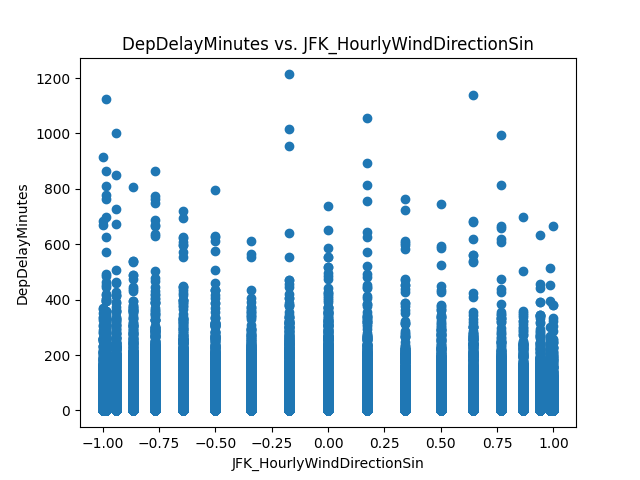 DepDelayMinutes vs. JFK_HourlyWindDirectionSin
1200
1000
800
600
400
200
0
DepDelayMinutes
−1.00 −0.75 −0.50 −0.25 0.00 0.25 0.50 0.75 1.00
JFK_HourlyWindDirectionSin